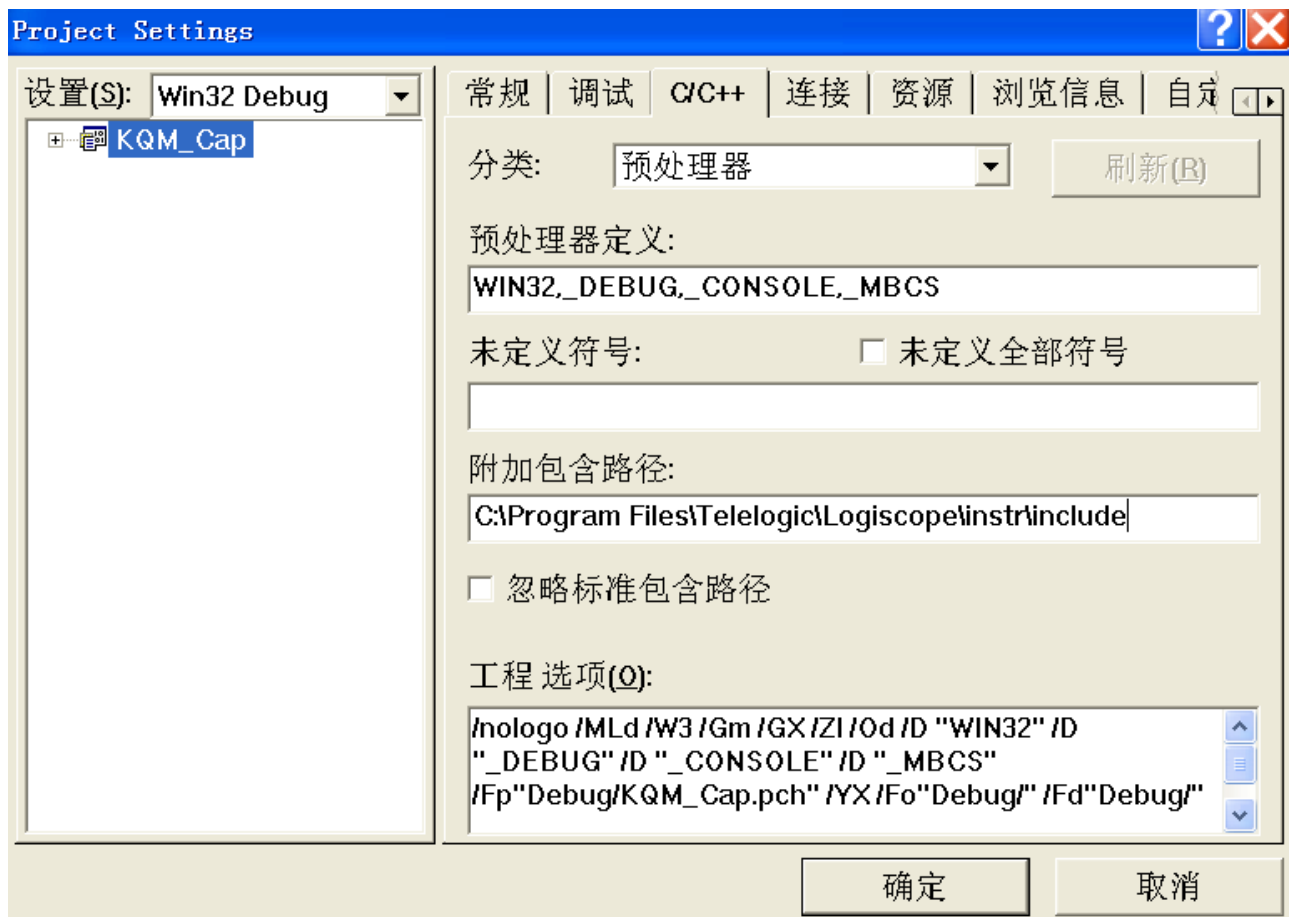 Project Settings
设置(S): Win32 Debug
常规 调试 C/C++ 连接 资源 浏览信息 自定
KQM_Cap
分类: 预处理器 刷新(R)
预处理器定义:
WIN32,_DEBUG,_CONSOLE,_MBCS
未定义符号: 未定义全部符号
附加包含路径:
C:\Program Files\Telelogic\Logiscope\instr\include
忽略标准包含路径
工程 选项(O):
/nologo /MLd /W3 /Gm /GX /ZI /Od /D "WIN32" /D
"_DEBUG" /D "_CONSOLE" /D "_MBCS"
/Fp"Debug/KQM_Cap.pch" /YX /Fo"Debug/" /Fd"Debug/"
确定 取消